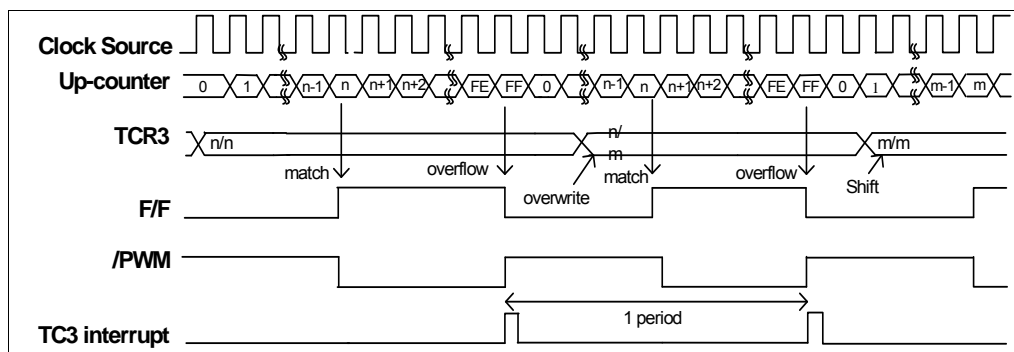 Clock Source
Up-counter
0 1 n-1 n n+1 n+2 FE FF 0 n-1 n n+1 n+2 FE FF 0 1 m-1 m
TCR3
n/n n/ m/m
m
match overflow match overflow Shift
overwrite
F/F
/PWM
1 period
TC3 interrupt